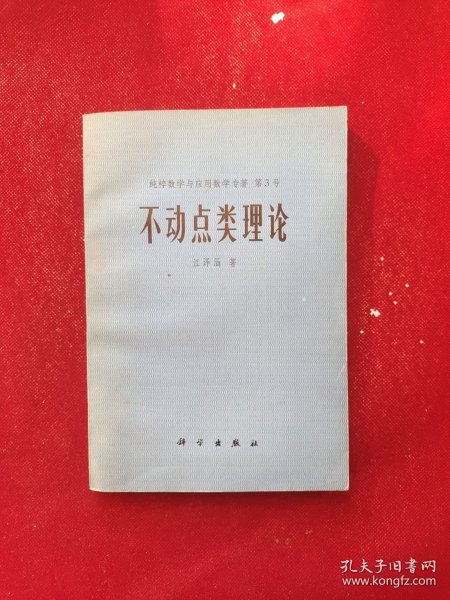 纯粹数学与应用数学专著 第3号
不动点类理论
江泽涵 著
科学出版社
孔夫子旧书网
www.kongfz.com